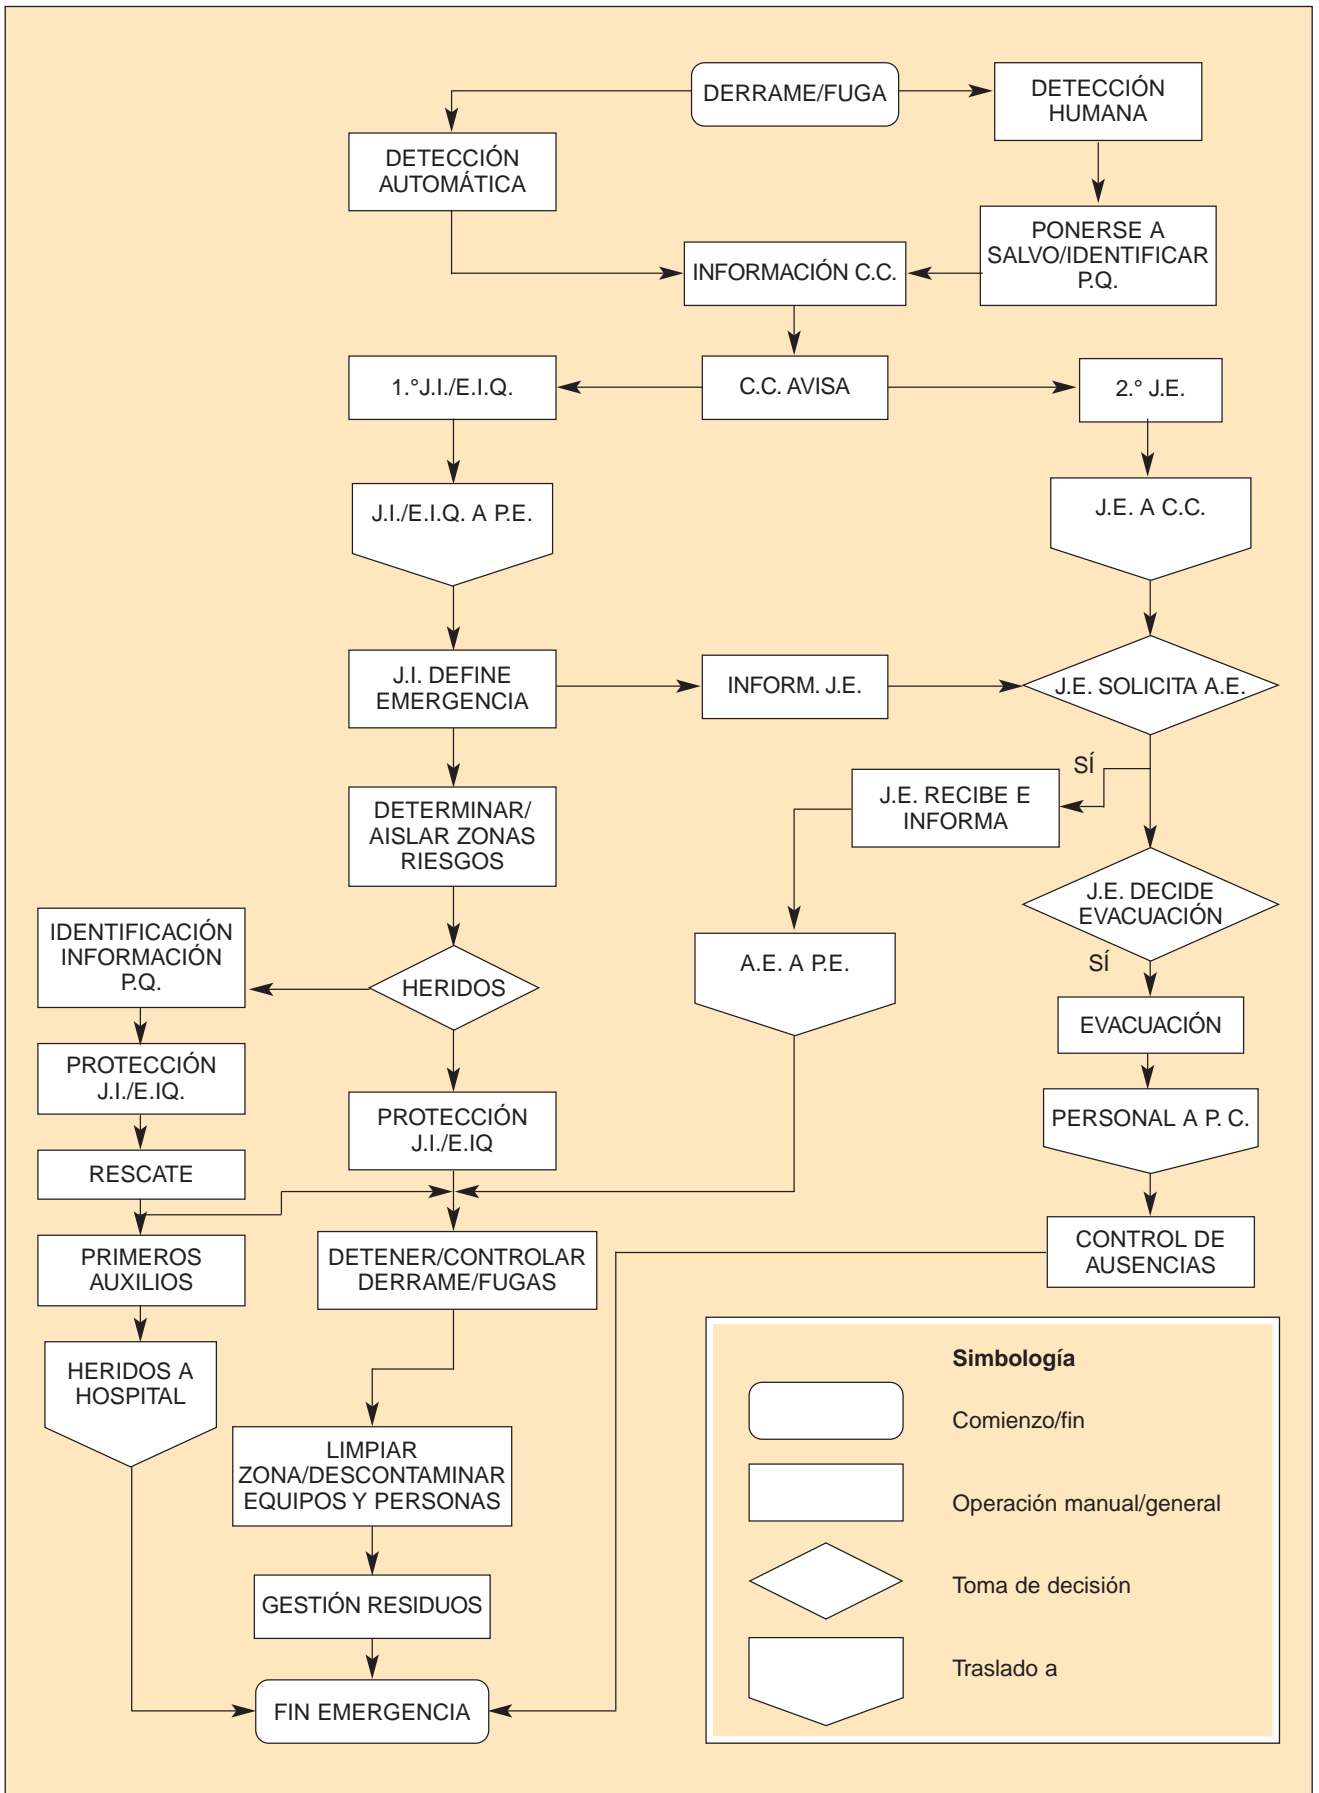 DERRAME/FUGA
DETECCIÓN
HUMANA
DETECCIÓN
AUTOMÁTICA
PONERSE A
SALVO/IDENTIFICAR
P.Q.
INFORMACIÓN C.C.
1.°J.I./E.I.Q.
C.C. AVISA
2.° J.E.
J.I./E.I.Q. A P.E.
J.E. A C.C.
J.I. DEFINE
EMERGENCIA
INFORM. J.E.
J.E. SOLICITA A.E.
SÍ
J.E. RECIBE E
INFORMA
DETERMINAR/
AISLAR ZONAS
RIESGOS
J.E. DECIDE
EVACUACIÓN
SÍ
IDENTIFICACIÓN
INFORMACIÓN
P.Q.
HERIDOS
A.E. A P.E.
EVACUACIÓN
PROTECCIÓN
J.I./E.IQ.
PROTECCIÓN
J.I./E.IQ
PERSONAL A P. C.
RESCATE
PRIMEROS
AUXILIOS
DETENER/CONTROLAR
DERRAME/FUGAS
CONTROL DE
AUSENCIAS
HERIDOS A
HOSPITAL
LIMPIAR
ZONA/DESCONTAMINAR
EQUIPOS Y PERSONAS
GESTIÓN RESIDUOS
FIN EMERGENCIA
Simbología
Comienzo/fin
Operación manual/general
Toma de decisión
Traslado a